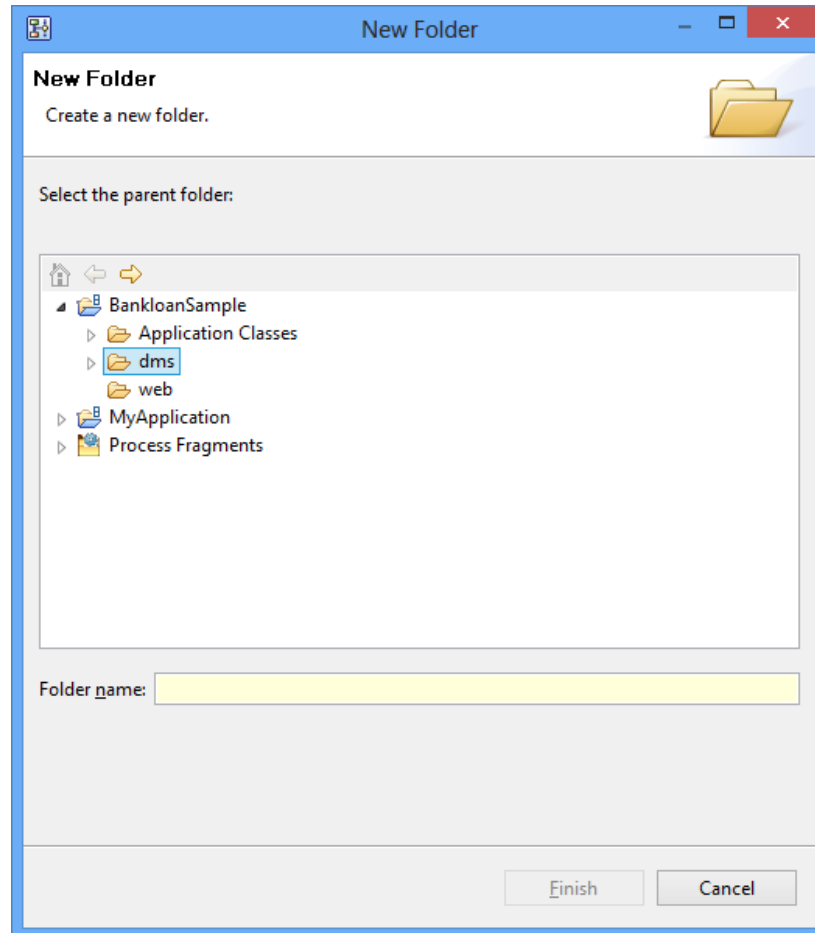 New Folder
New Folder
Create a new folder.
Select the parent folder:
BankloanSample
Application Classes
dms
web
MyApplication
Process Fragments
Folder name:
Finish Cancel